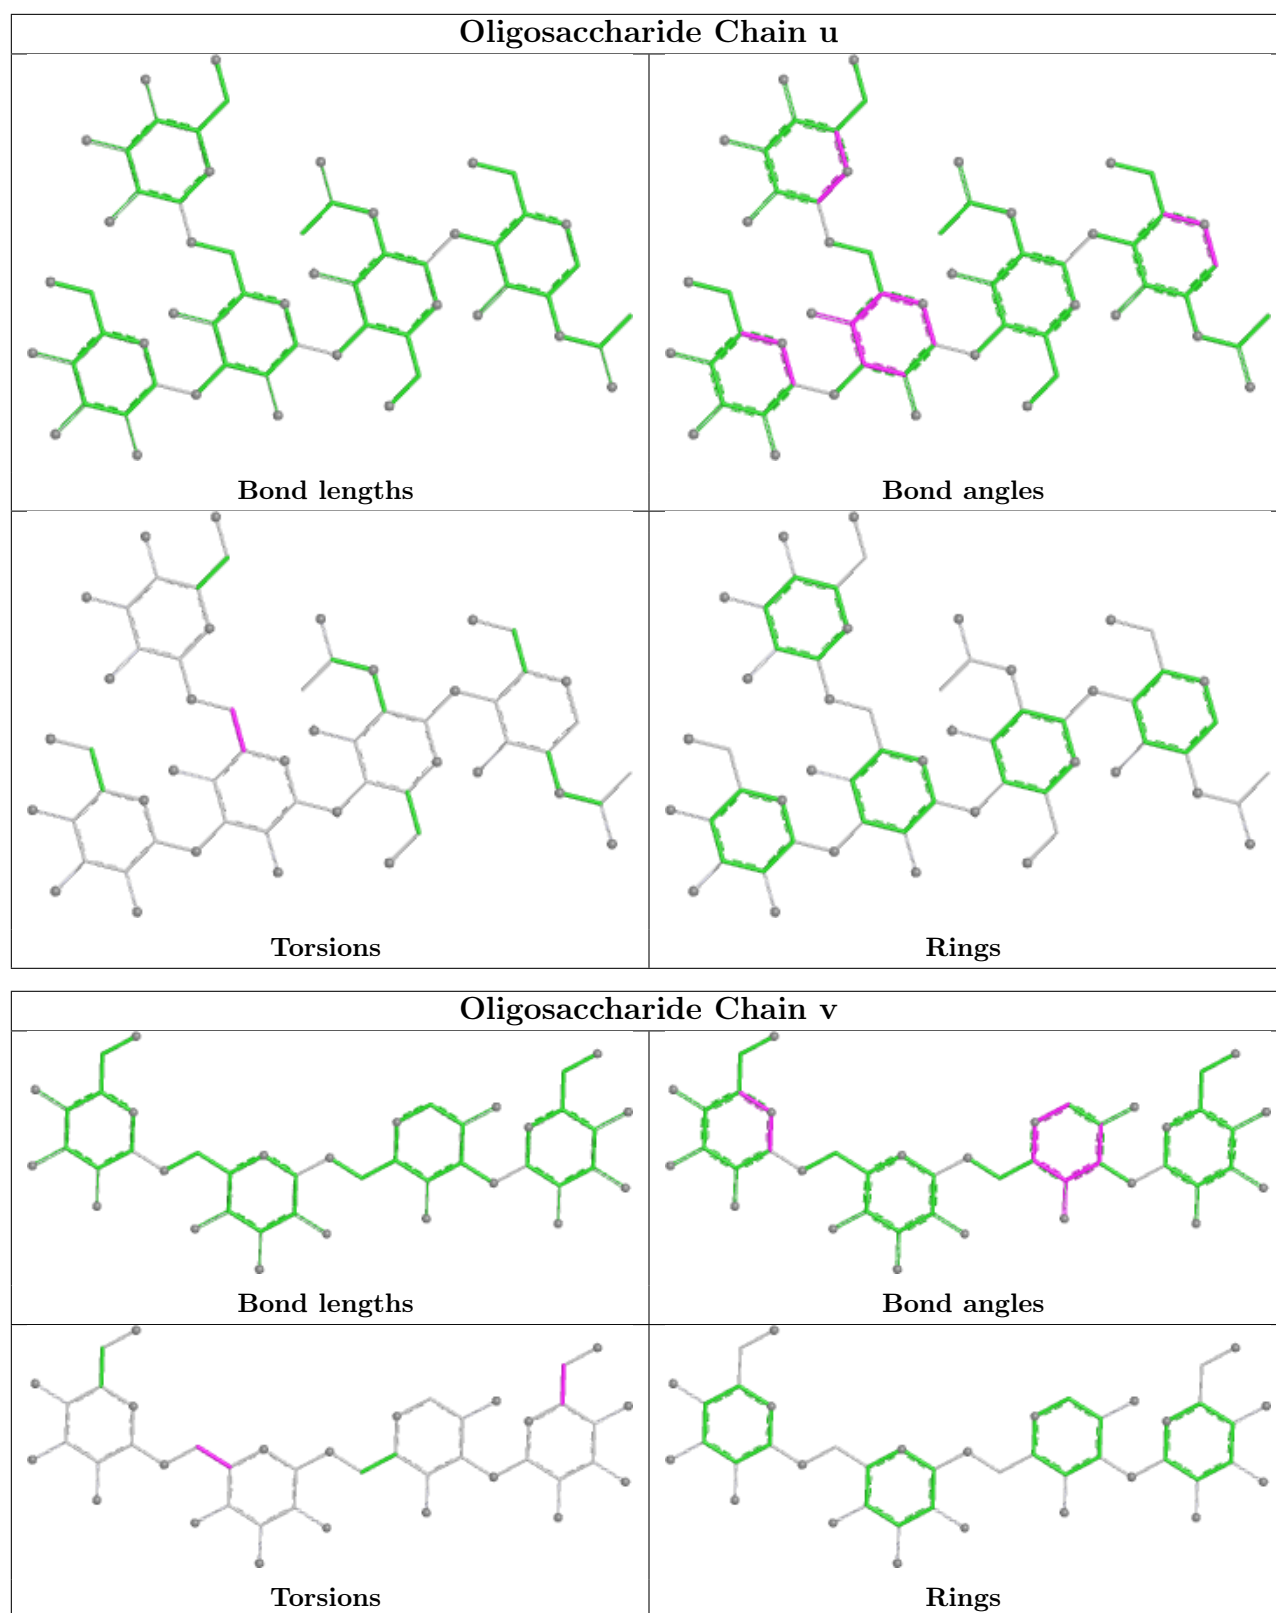 Oligosaccharide Chain u
Bond lengths
Bond angles
Torsions
Rings
Oligosaccharide Chain v
Bond lengths
Bond angles
Torsions
Rings